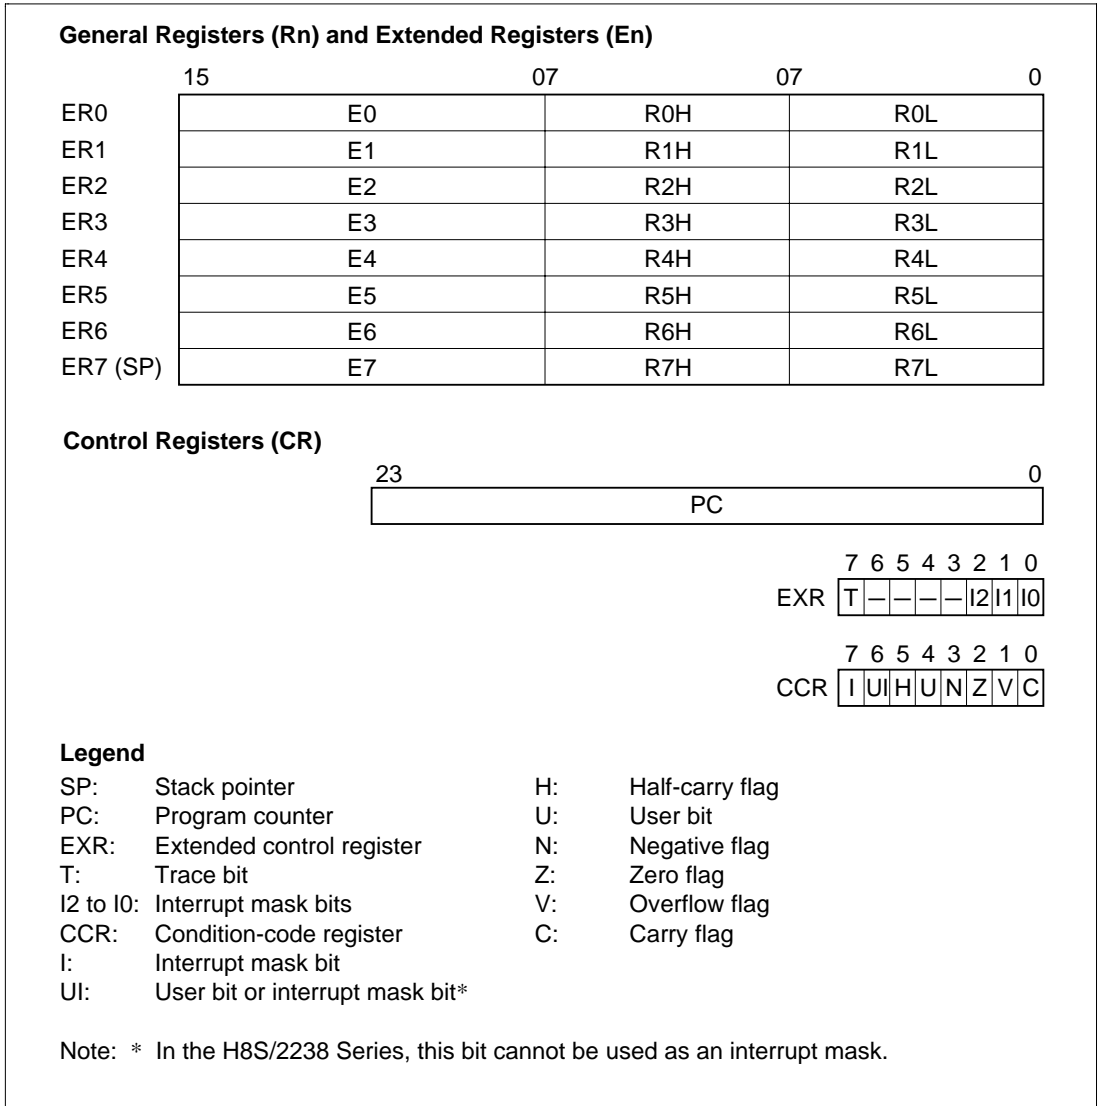 General Registers (Rn) and Extended Registers (En)
15 07 07 0
ER0 E0 R0H R0L
ER1 E1 R1H R1L
ER2 E2 R2H R2L
ER3 E3 R3H R3L
ER4 E4 R4H R4L
ER5 E5 R5H R5L
ER6 E6 R6H R6L
ER7 (SP) E7 R7H R7L
Control Registers (CR)
23 0
PC
7 6 5 4 3 2 1 0
EXR T — — — — I2 I1 I0
7 6 5 4 3 2 1 0
CCR I UI H U N Z V C
Legend
SP: Stack pointer
PC: Program counter
EXR: Extended control register
T: Trace bit
I2 to I0: Interrupt mask bits
CCR: Condition-code register
I: Interrupt mask bit
UI: User bit or interrupt mask bit*
H: Half-carry flag
U: User bit
N: Negative flag
Z: Zero flag
V: Overflow flag
C: Carry flag
Note: * In the H8S/2238 Series, this bit cannot be used as an interrupt mask.